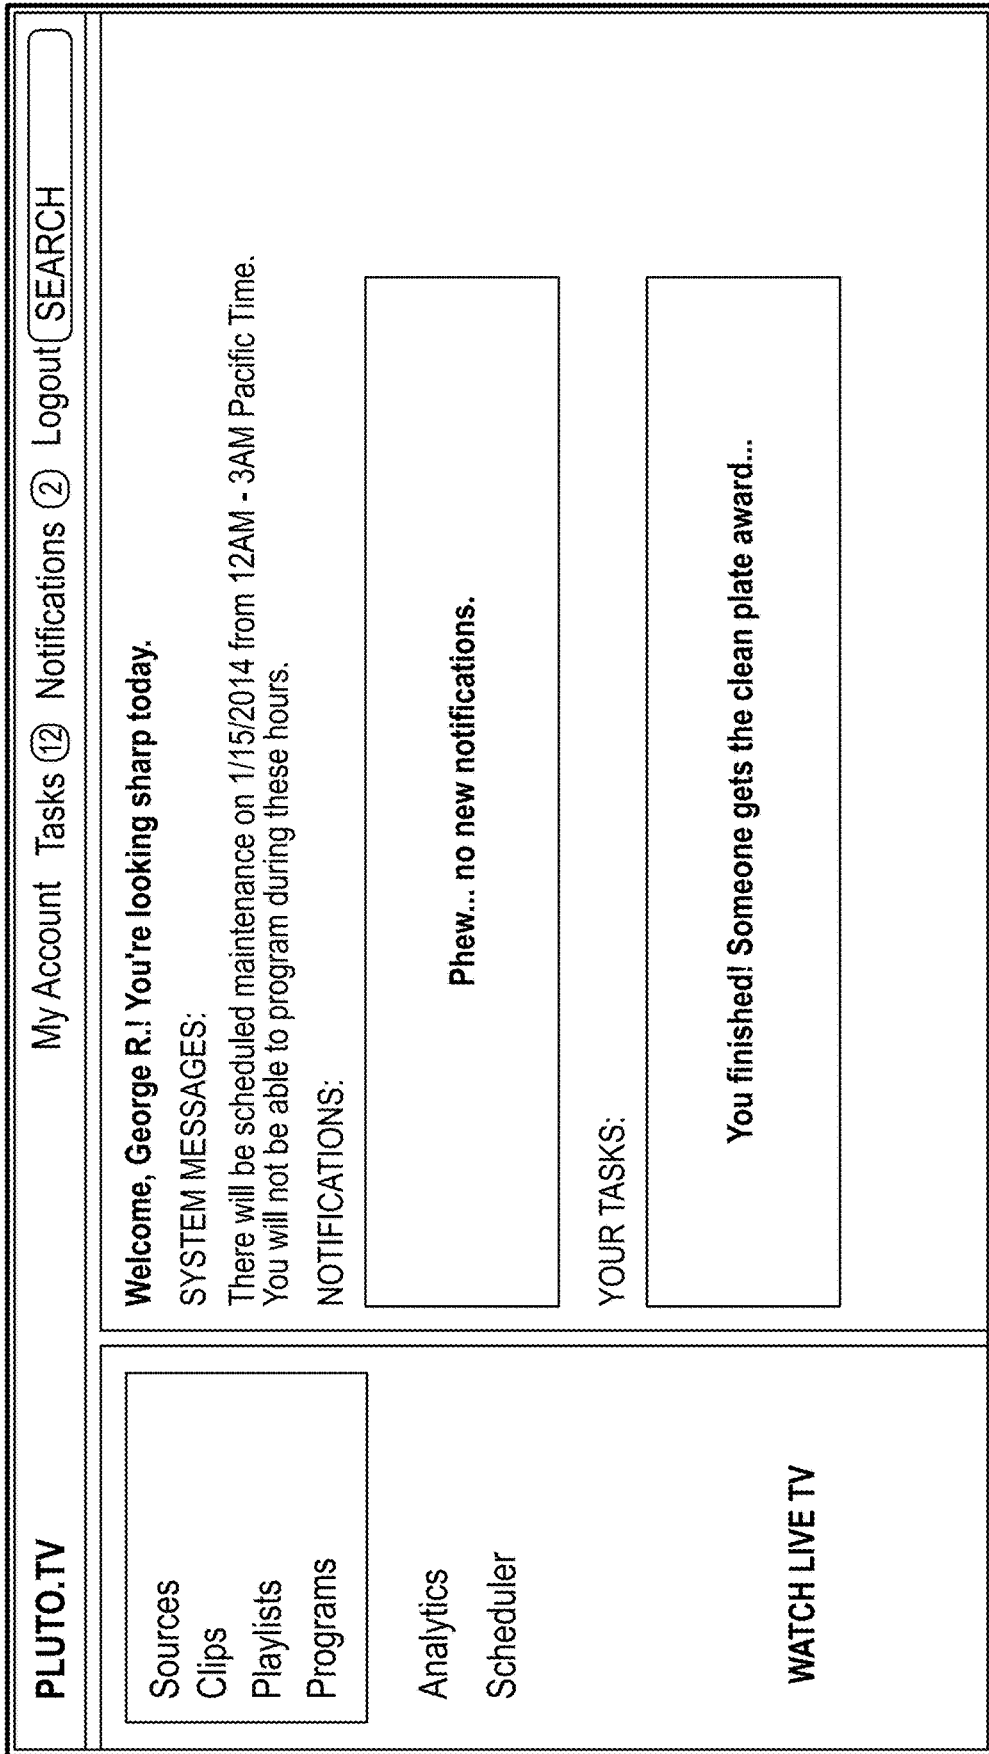 PLUTO.TV
My Account Tasks 12 Notifications 2 Logout SEARCH
Sources
Clips
Playlists
Programs
Analytics
Scheduler
WATCH LIVE TV
Welcome, George R.! You're looking sharp today.
SYSTEM MESSAGES:
There will be scheduled maintenance on 1/15/2014 from 12AM - 3AM Pacific Time.
You will not be able to program during these hours.
NOTIFICATIONS:
Phew... no new notifications.
YOUR TASKS:
You finished! Someone gets the clean plate award...